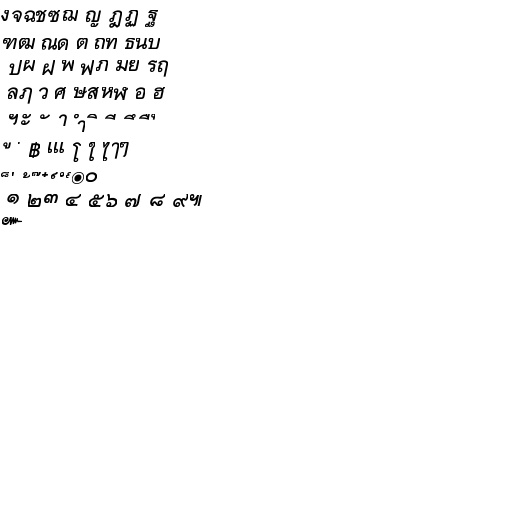 งจฉชซฌ ญ ฎฏ ฐ
ฑฒ ณด ต ถท ธนบ
ปผ ฝ พ ฟภ มย รฤ
ลฦ ว ศ ษสหฬ อ ฮ
ฯะ ั า ำ ิ ี ึ ื ุ
ู ฺ ฿ เแ โ ใ ไๅๆ
็ ่ ้ ๊ ๋ ์ ํ ๎ ๏๐
๑ ๒๓ ๔ ๕๖ ๗ ๘ ๙๚
๛